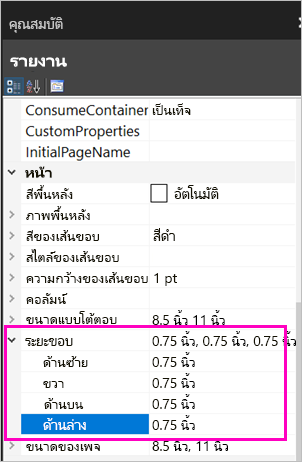 คุณสมบัติ
รายงาน
ConsumeContainer เป็นเท็จ
CustomProperties
InitialPageName
หน้า
สีพื้นหลัง อัตโนมัติ
ภาพพื้นหลัง
สีของเส้นขอบ สีดำ
สไตล์ของเส้นขอบ
ความกว้างของเส้นขอบ 1 pt
คอลัมน์
ขนาดแบบโต้ตอบ 8.5 นิ้ว 11 นิ้ว
ระยะขอบ 0.75 นิ้ว, 0.75 นิ้ว, 0.75 นิ้ว
ด้านซ้าย 0.75 นิ้ว
ขวา 0.75 นิ้ว
ด้านบน 0.75 นิ้ว
ด้านล่าง 0.75 นิ้ว
ขนาดของเพจ 8.5 นิ้ว, 11 นิ้ว